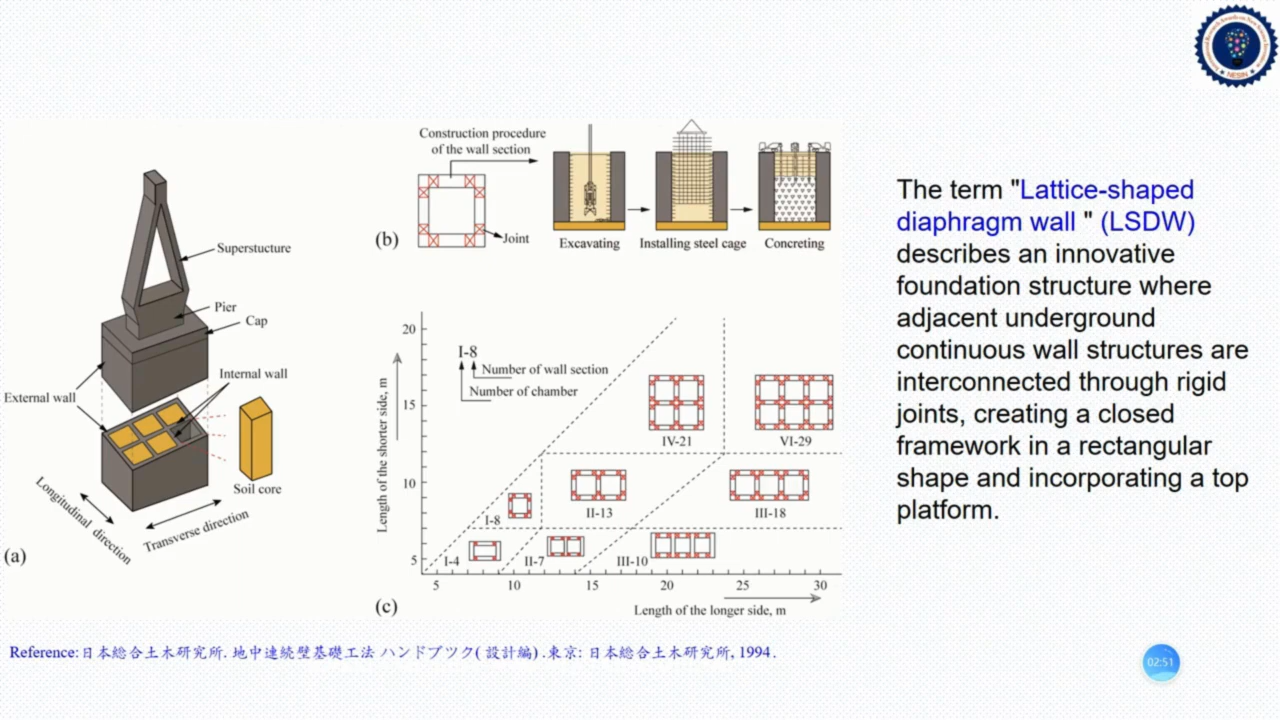 Construction procedure
of the wall section
Joint
Excavating
Installing steel cage
Concreting
(b)
Superstucture
Pier
Cap
Internal wall
External wall
Soil core
Longitudinal direction
Transverse direction
(a)
20
15
10
5
Length of the shorter side, m
I-8
Number of wall section
Number of chamber
IV-21
VI-29
I-8
II-13
III-18
I-4
II-7
III-10
5
10
15
20
25
30
Length of the longer side, m
(c)
The term "Lattice-shaped
diaphragm wall " (LSDW)
describes an innovative
foundation structure where
adjacent underground
continuous wall structures are
interconnected through rigid
joints, creating a closed
framework in a rectangular
shape and incorporating a top
platform.
Reference:日本総合土木研究所. 地中連続壁基礎工法 ハンドブツク( 設計編) .東京: 日本総合土木研究所, 1994.
02:51
NESIN